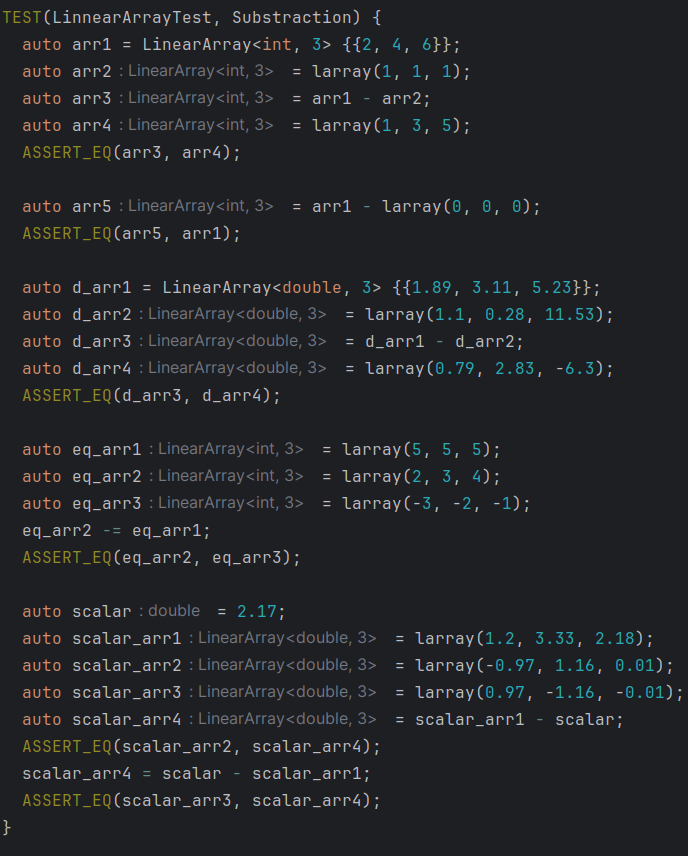 TEST(LinnearArrayTest, Substraction) {
  auto arr1 = LinearArray<int, 3> {{2, 4, 6}};
  auto arr2 : LinearArray<int, 3> = larray(1, 1, 1);
  auto arr3 : LinearArray<int, 3> = arr1 - arr2;
  auto arr4 : LinearArray<int, 3> = larray(1, 3, 5);
  ASSERT_EQ(arr3, arr4);

  auto arr5 : LinearArray<int, 3> = arr1 - larray(0, 0, 0);
  ASSERT_EQ(arr5, arr1);

  auto d_arr1 = LinearArray<double, 3> {{1.89, 3.11, 5.23}};
  auto d_arr2 : LinearArray<double, 3> = larray(1.1, 0.28, 11.53);
  auto d_arr3 : LinearArray<double, 3> = d_arr1 - d_arr2;
  auto d_arr4 : LinearArray<double, 3> = larray(0.79, 2.83, -6.3);
  ASSERT_EQ(d_arr3, d_arr4);

  auto eq_arr1 : LinearArray<int, 3> = larray(5, 5, 5);
  auto eq_arr2 : LinearArray<int, 3> = larray(2, 3, 4);
  auto eq_arr3 : LinearArray<int, 3> = larray(-3, -2, -1);
  eq_arr2 -= eq_arr1;
  ASSERT_EQ(eq_arr2, eq_arr3);

  auto scalar : double = 2.17;
  auto scalar_arr1 : LinearArray<double, 3> = larray(1.2, 3.33, 2.18);
  auto scalar_arr2 : LinearArray<double, 3> = larray(-0.97, 1.16, 0.01);
  auto scalar_arr3 : LinearArray<double, 3> = larray(0.97, -1.16, -0.01);
  auto scalar_arr4 : LinearArray<double, 3> = scalar_arr1 - scalar;
  ASSERT_EQ(scalar_arr2, scalar_arr4);
  scalar_arr4 = scalar - scalar_arr1;
  ASSERT_EQ(scalar_arr3, scalar_arr4);
}